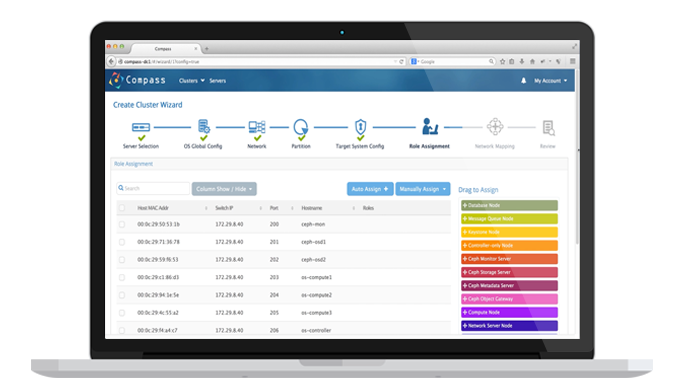 Compass
compass-dc1/#/wizard/1?config=true
Google
Compass
Clusters
Servers
My Account
Create Cluster Wizard
Server Selection
OS Global Config
Network
Partition
Target System Config
Role Assignment
Network Mapping
Review
Role Assignment
Search
Column Show | Hide
Auto Assign
Manually Assign
Drag to Assign
Host MAC Addr Switch IP Port Hostname Roles
00:0c:29:50:53:1b 172.29.8.40 200 ceph-mon
00:0c:29:71:36:78 172.29.8.40 201 ceph-osd1
00:0c:29:59:f6:53 172.29.8.40 202 ceph-osd2
00:0c:29:c1:86:d3 172.29.8.40 203 os-compute1
00:0c:29:94:1e:5e 172.29.8.40 204 os-compute2
00:0c:29:4c:53:a2 172.29.8.40 205 os-compute3
00:0c:29:f4:a4:c7 172.29.8.40 206 os-controller
Database Node
Message Queue Node
Keystone Node
Controller-only Node
Ceph Monitor Server
Ceph Storage Server
Ceph Metadata Server
Ceph Object Gateway
Compute Node
Network Server Node